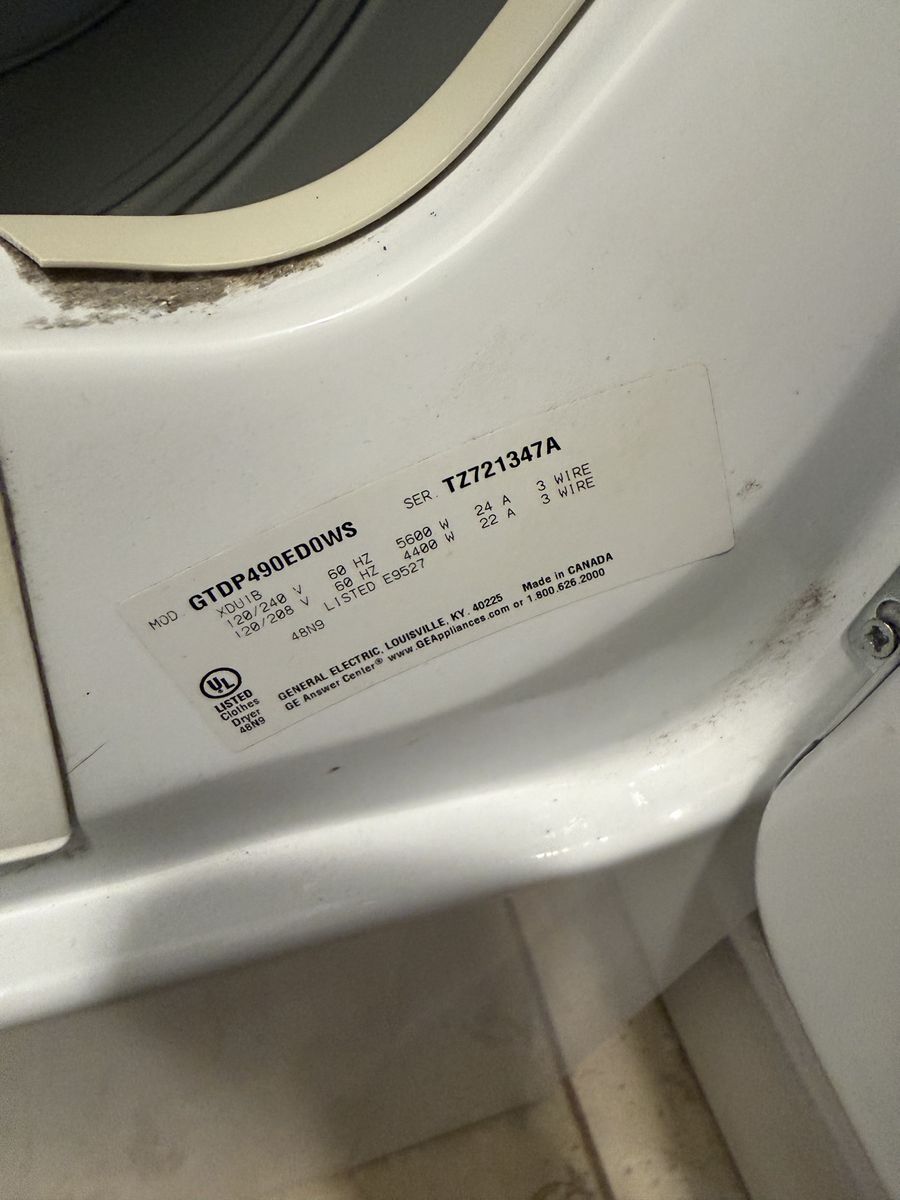 MOD GTDP490ED0WS SER. TZ721347A
XDUIB
120/240 V 60 HZ 5600 W 24 A 3 WIRE
120/208 V 60 HZ 4400 W 22 A 3 WIRE
48N9 LISTED E9527
UL
LISTED
Clothes
Dryer
48N9
GENERAL ELECTRIC, LOUISVILLE, KY. 40225 Made in CANADA
GE Answer Center® www.GEAppliances.com or 1.800.626.2000